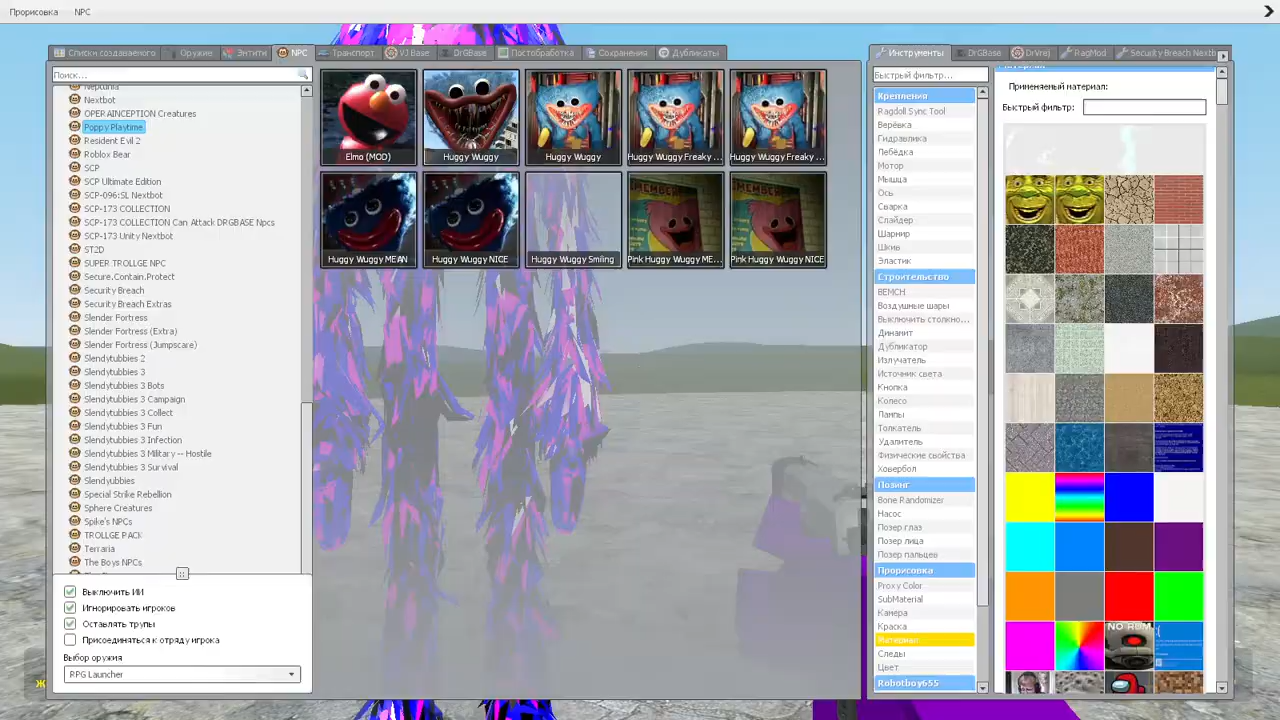 Прорисовка NPC
Списки создаваемого Оружие Энтити NPC Транспорт VJ Base DrGBase Постобработка Сохранения Дубликаты
Поиск...
Neptunia
Nextbot
OPERAINCEPTION Creatures
Poppy Playtime
Resident Evil 2
Roblox Bear
SCP
SCP Ultimate Edition
SCP-096:SL Nextbot
SCP-173 COLLECTION
SCP-173 COLLECTION Can Attack DRGBASE Npcs
SCP-173 Unity Nextbot
ST2D
SUPER TROLLGE NPC
Secure.Contain.Protect
Security Breach
Security Breach Extras
Slender Fortress
Slender Fortress (Extra)
Slender Fortress (Jumpscare)
Slendytubbies 2
Slendytubbies 3
Slendytubbies 3 Bots
Slendytubbies 3 Campaign
Slendytubbies 3 Collect
Slendytubbies 3 Fun
Slendytubbies 3 Infection
Slendytubbies 3 Military -- Hostile
Slendytubbies 3 Survival
Slendytubbies
Special Strike Rebellion
Sphere Creatures
Spike's NPCs
TROLLGE PACK
Terraria
The Boys NPCs
Выключить ИИ
Игнорировать игроков
Оставлять трупы
Присоединяться к отряду игрока
Выбор оружия
RPG Launcher
Elmo (MOD)
Huggy Wuggy
Huggy Wuggy
Huggy Wuggy Freaky ...
Huggy Wuggy Freaky ...
Huggy Wuggy MEAN
Huggy Wuggy NICE
Huggy Wuggy Smiling
MEMBER
Pink Huggy Wuggy ME...
MEMBER
Pink Huggy Wuggy NICE
Инструменты DrGBase DrVrej RagMod Security Breach Nextb
Быстрый фильтр...
Крепления
Ragdoll Sync Tool
Верёвка
Гидравлика
Лебёдка
Мотор
Мышца
Ось
Сварка
Слайдер
Шарнир
Шкив
Эластик
Строительство
BEMCH
Воздушные шары
Выключить столкно...
Динамит
Дубликатор
Излучатель
Источник света
Кнопка
Колесо
Лампы
Толкатель
Удалитель
Физические свойства
Ховербол
Позинг
Bone Randomizer
Насос
Позер глаз
Позер лица
Позер пальцев
Прорисовка
Proxy Color
SubMaterial
Камера
Краска
Материал
Следы
Цвет
Robotboy655
Материал
Применяемый материал:
Быстрый фильтр: